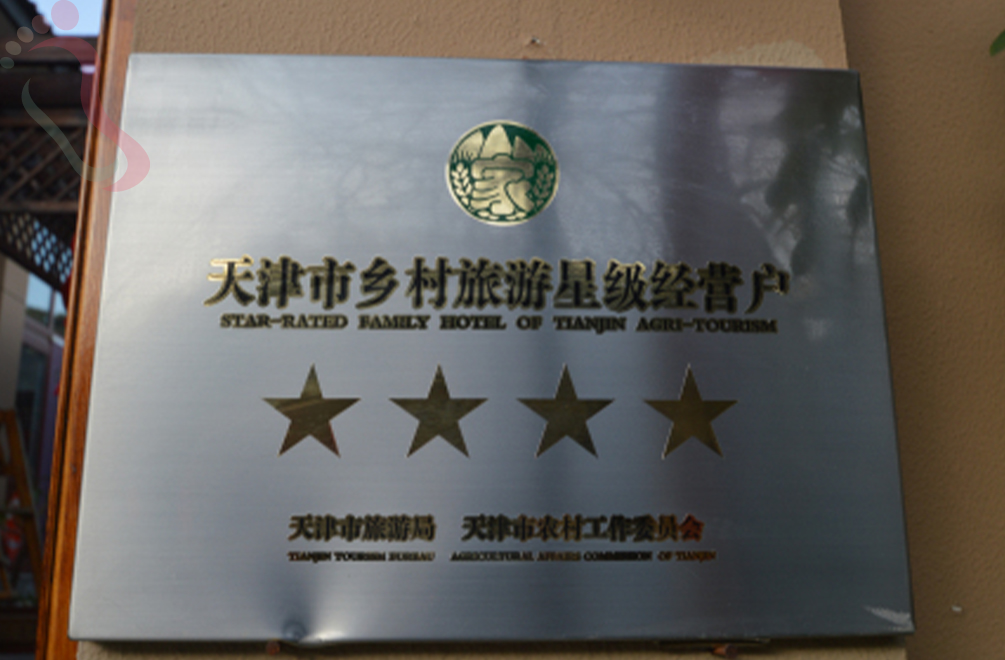 家
天津市乡村旅游星级经营户
STAR-RATED FAMILY HOTEL OF TIANJIN AGRI-TOURISM
天津市旅游局 天津市农村工作委员会
TIANJIN TOURISM BUREAU AGRICULTURAL AFFAIRS COMMISSION OF TIANJIN